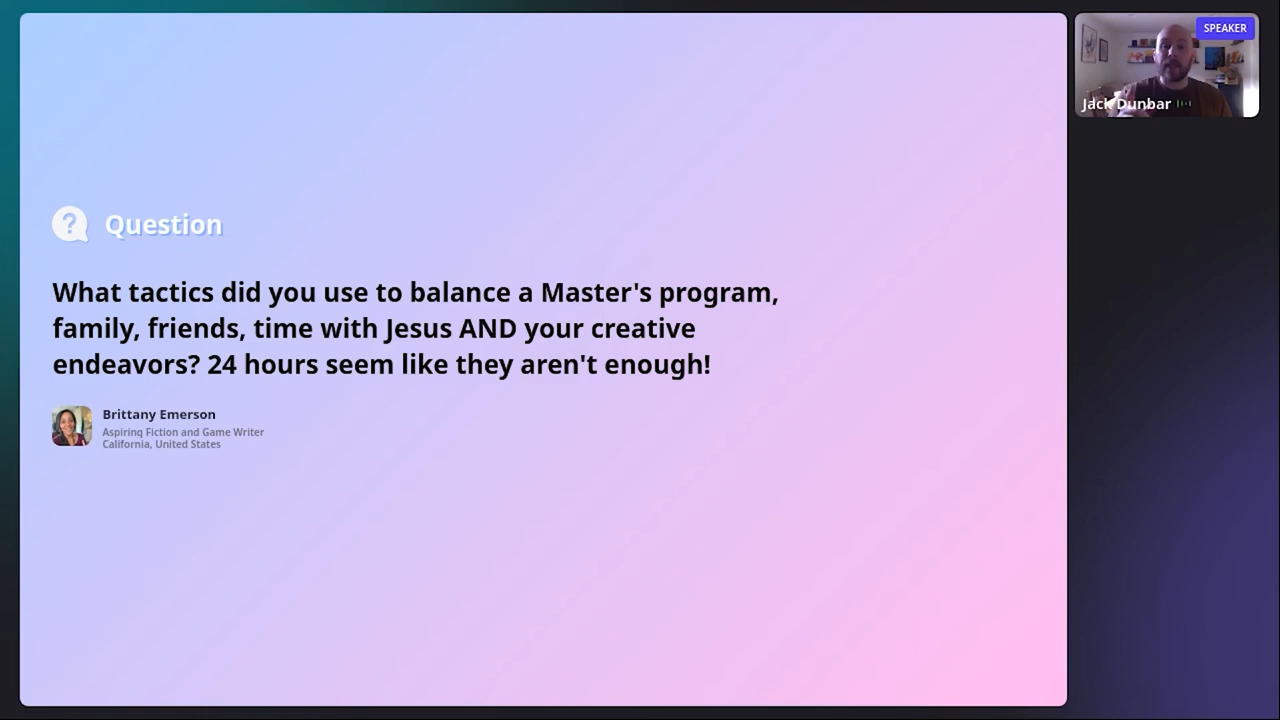 Question
What tactics did you use to balance a Master's program,
family, friends, time with Jesus AND your creative
endeavors? 24 hours seem like they aren't enough!
Brittany Emerson
Aspiring Fiction and Game Writer
California, United States
SPEAKER
Jack Dunbar